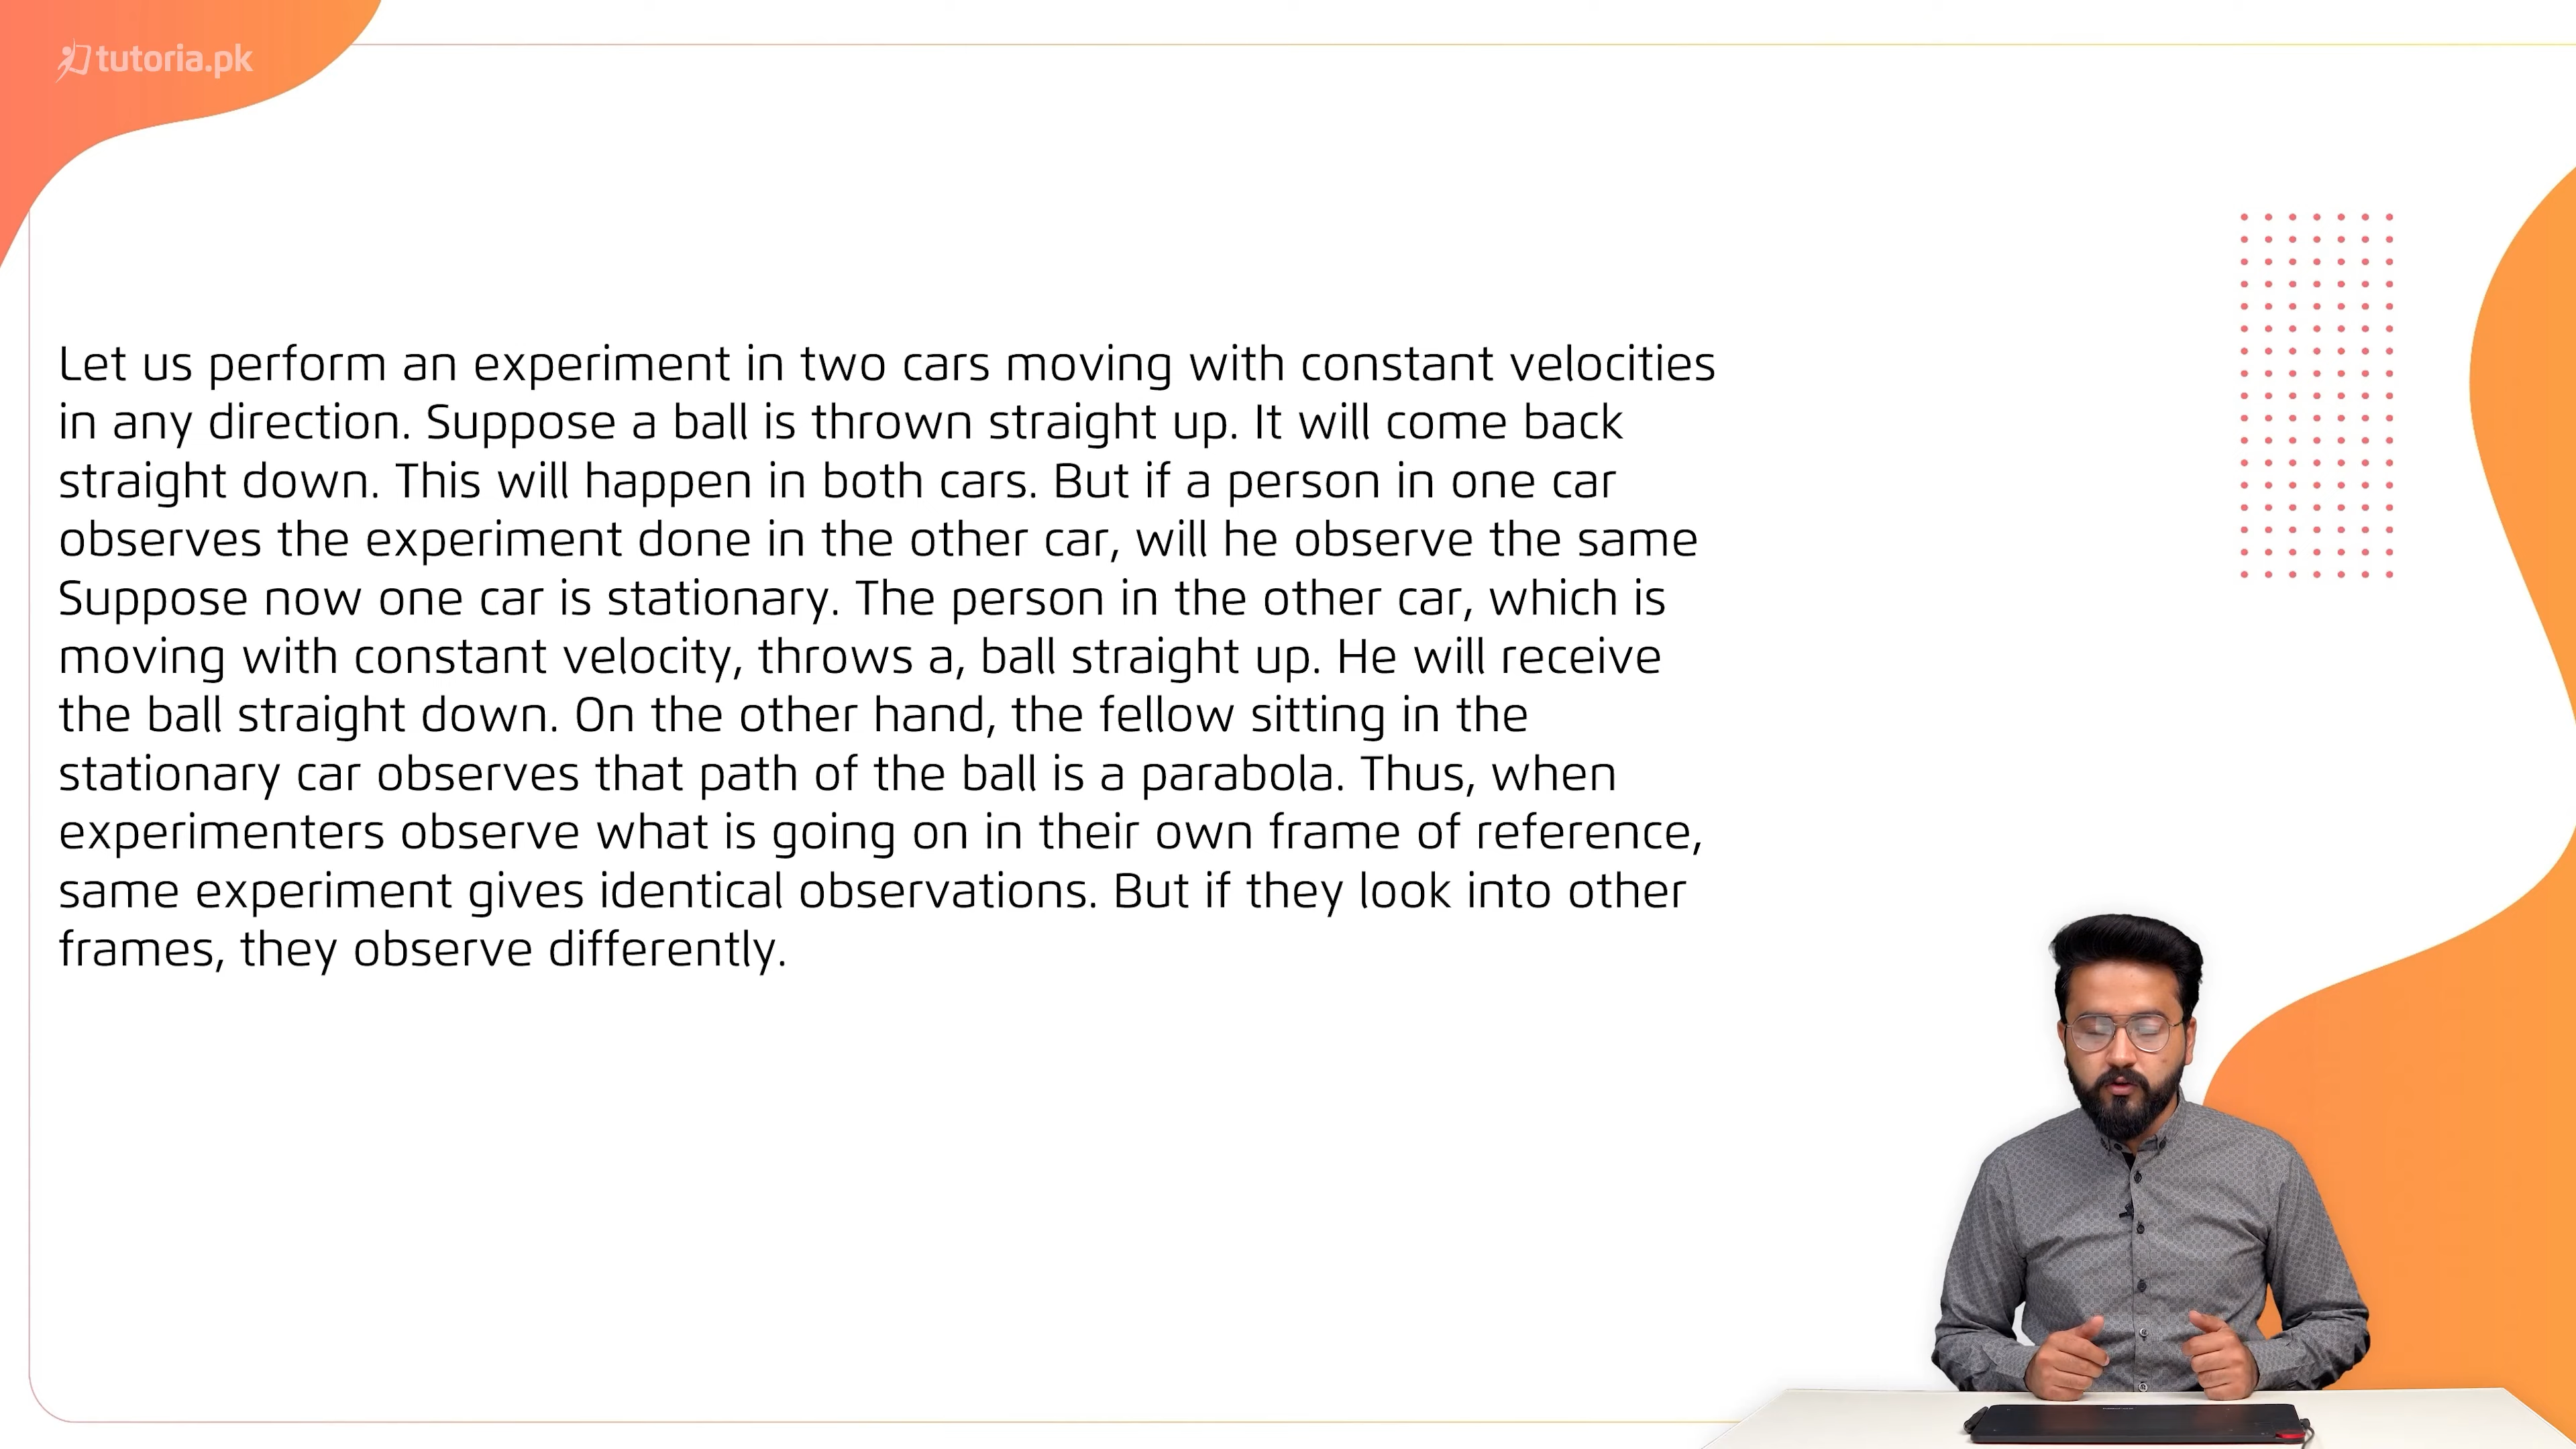 tutoria.pk
Let us perform an experiment in two cars moving with constant velocities
in any direction. Suppose a ball is thrown straight up. It will come back
straight down. This will happen in both cars. But if a person in one car
observes the experiment done in the other car, will he observe the same
Suppose now one car is stationary. The person in the other car, which is
moving with constant velocity, throws a, ball straight up. He will receive
the ball straight down. On the other hand, the fellow sitting in the
stationary car observes that path of the ball is a parabola. Thus, when
experimenters observe what is going on in their own frame of reference,
same experiment gives identical observations. But if they look into other
frames, they observe differently.